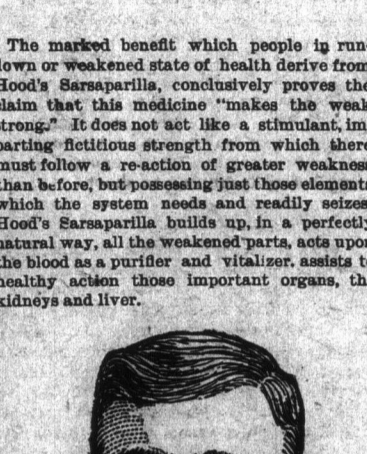 The marked benefit which people in run
down or weakened state of health derive from
Hood's Sarsaparilla, conclusively proves the
claim that this medicine "makes the weak
strong." It does not act like a stimulant, im
parting fictitious strength from which there
must follow a re-action of greater weakness
than before, but possessing just those elements
which the system needs and readily seizes
Hood's Sarsaparilla builds up, in a perfectly
natural way, all the weakened parts, acts upon
the blood as a purifier and vitalizer, assists t
healthy action those important organs, th
kidneys and liver.